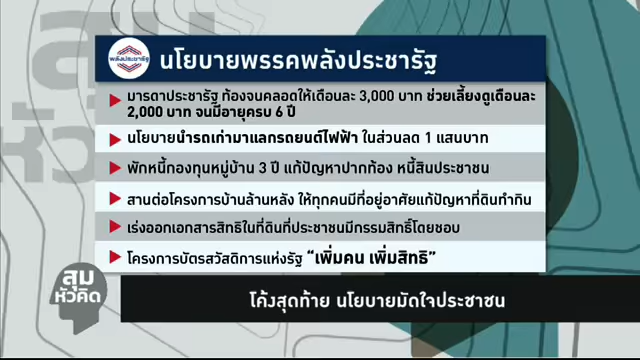 พลังประชารัฐ
นโยบายพรรคพลังประชารัฐ
มารดาประชารัฐ ท้องจนคลอดให้เดือนละ 3,000 บาท ช่วยเลี้ยงดูเดือนละ
2,000 บาท จนมีอายุครบ 6 ปี
นโยบายนำรถเก่ามาแลกรถยนต์ไฟฟ้า ในส่วนลด 1 แสนบาท
พักหนี้กองทุนหมู่บ้าน 3 ปี แก้ปัญหาปากท้อง หนี้สินประชาชน
สานต่อโครงการบ้านล้านหลัง ให้ทุกคนมีที่อยู่อาศัยแก้ปัญหาที่ดินทำกิน
เร่งออกเอกสารสิทธิในที่ดินที่ประชาชนมีกรรมสิทธิ์โดยชอบ
โครงการบัตรสวัสดิการแห่งรัฐ “เพิ่มคน เพิ่มสิทธิ”
สุม
หัวคิด
โค้งสุดท้าย นโยบายมัดใจประชาชน